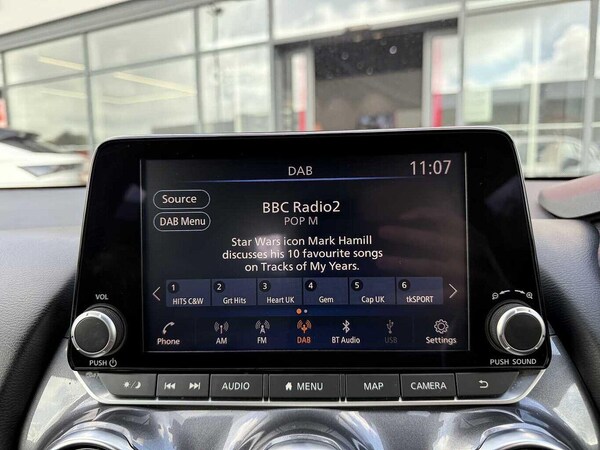 DAB
11:07
Source
BBC Radio2
DAB Menu
POP M
Star Wars icon Mark Hamill
discusses his 10 favourite songs
on Tracks of My Years.
1
HITS C&W
2
Grt Hits
3
Heart UK
4
Gem
5
Cap UK
6
tkSPORT
Phone
AM
FM
DAB
BT Audio
USB
Settings
VOL
PUSH
PUSH SOUND
AUDIO
MENU
MAP
CAMERA